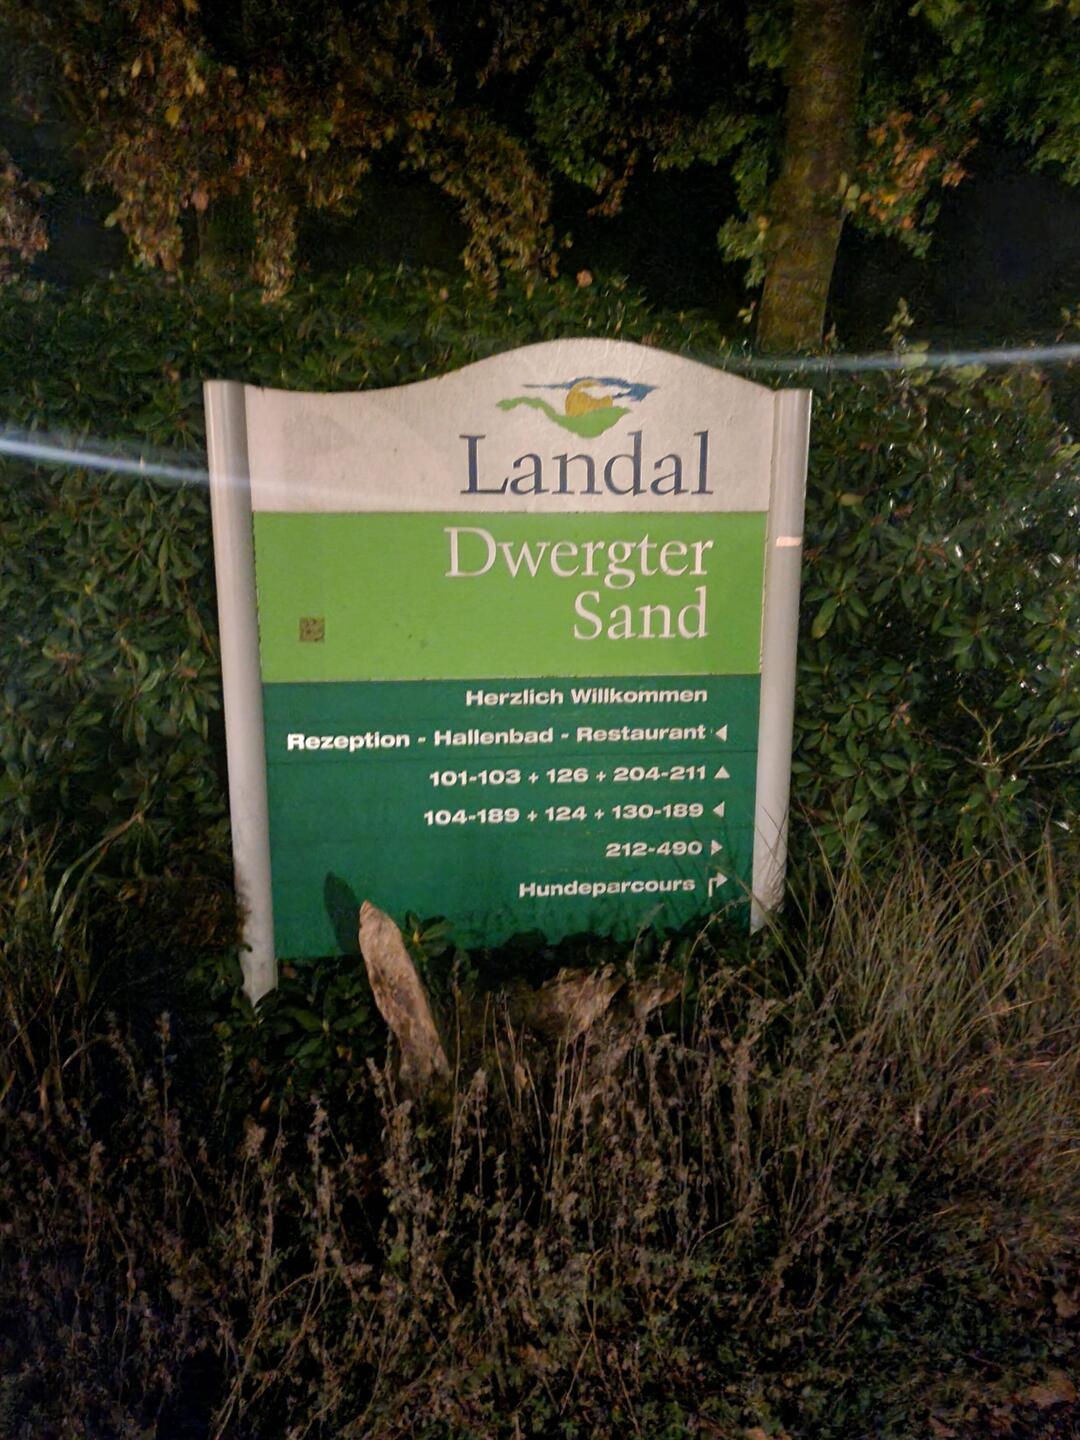 Landal
Dwergter
Sand
Herzlich Willkommen
Rezeption - Hallenbad - Restaurant ◀
101-103 + 126 + 204-211 ▲
104-189 + 124 + 130-189 ◀
212-490 ▶
Hundeparcours ↱